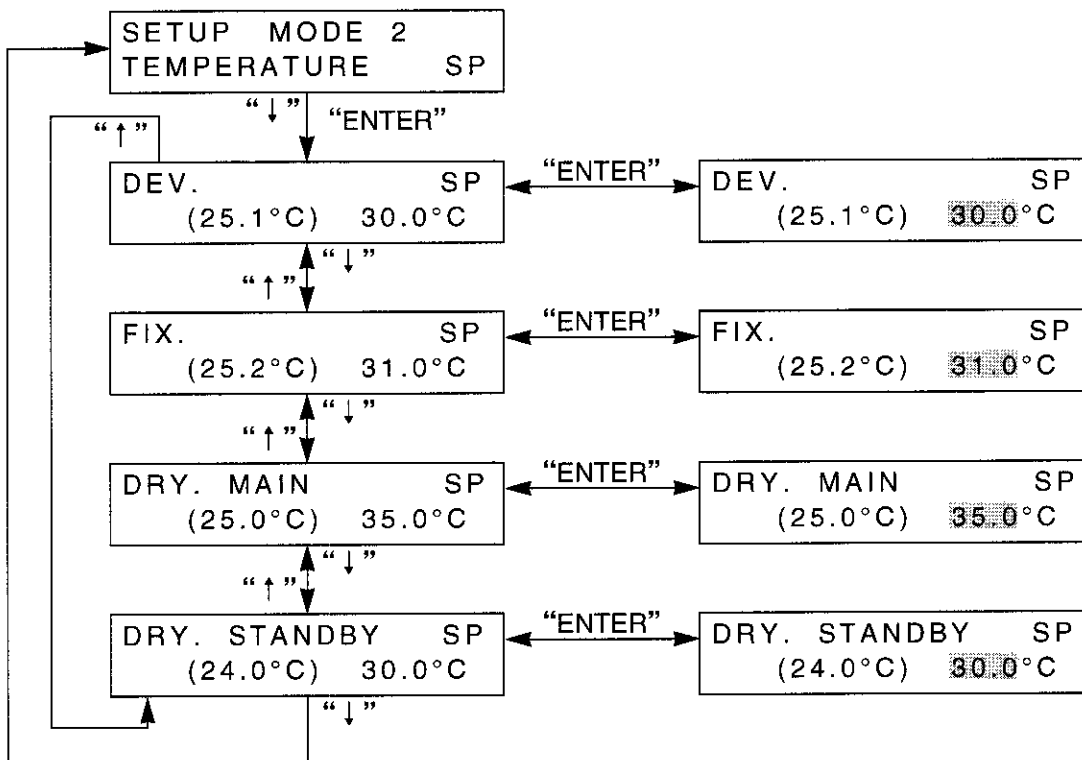 SETUP MODE 2
TEMPERATURE SP
“↓” “ENTER”
“↑”
DEV. SP
(25.1°C) 30.0°C
“ENTER”
DEV. SP
(25.1°C) 30.0°C
“↓”
“↑”
FIX. SP
(25.2°C) 31.0°C
“ENTER”
FIX. SP
(25.2°C) 31.0°C
“↓”
“↑”
DRY. MAIN SP
(25.0°C) 35.0°C
“ENTER”
DRY. MAIN SP
(25.0°C) 35.0°C
“↓”
“↑”
DRY. STANDBY SP
(24.0°C) 30.0°C
“ENTER”
DRY. STANDBY SP
(24.0°C) 30.0°C
“↓”